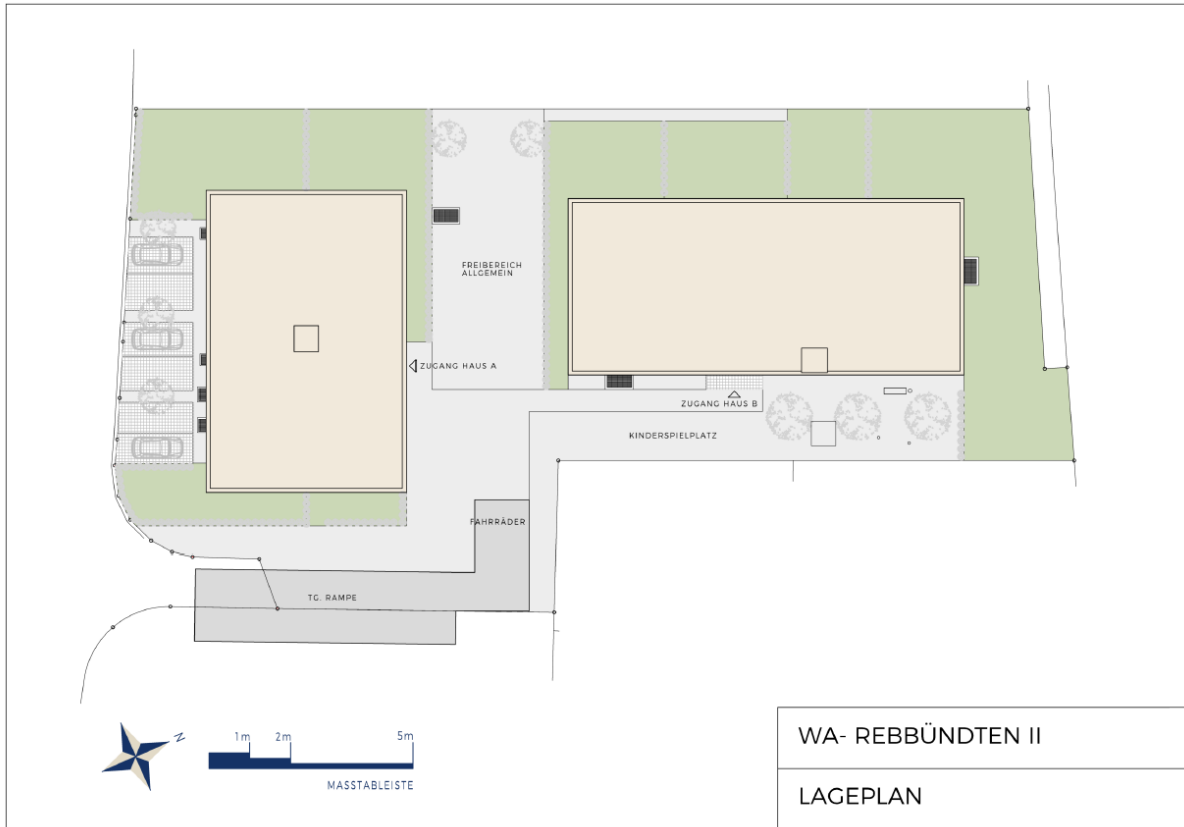 FREIBEREICH
ALLGEMEIN
ZUGANG HAUS A
ZUGANG HAUS B
KINDERSPIELPLATZ
FAHRRÄDER
TG. RAMPE
N
1m 2m 5m
MASSTABLEISTE
WA- REBBÜNDTEN II
LAGEPLAN